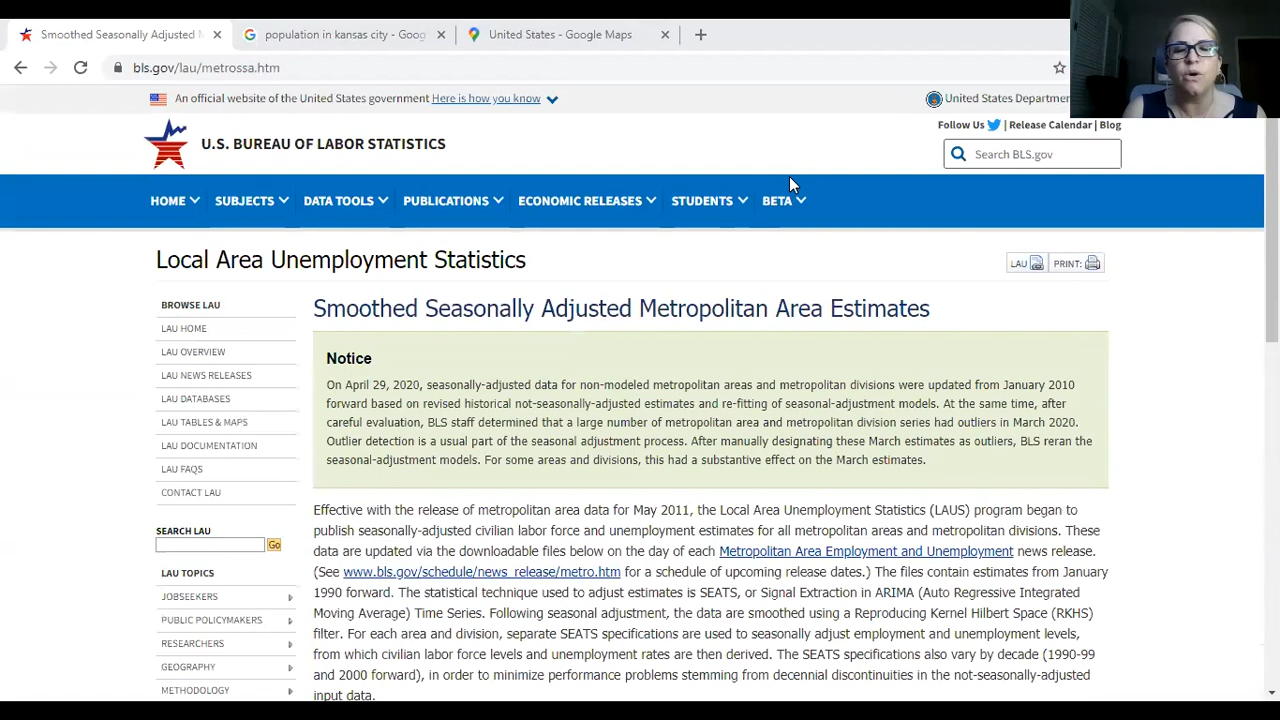 Smoothed Seasonally Adjusted M
population in kansas city - Goog
United States - Google Maps
bls.gov/lau/metrossa.htm
An official website of the United States government Here is how you know
United States Departm
Follow Us | Release Calendar | Blog
U.S. BUREAU OF LABOR STATISTICS
Search BLS.gov
HOME SUBJECTS DATA TOOLS PUBLICATIONS ECONOMIC RELEASES STUDENTS BETA
Local Area Unemployment Statistics
LAU PRINT:
BROWSE LAU
LAU HOME
LAU OVERVIEW
LAU NEWS RELEASES
LAU DATABASES
LAU TABLES & MAPS
LAU DOCUMENTATION
LAU FAQS
CONTACT LAU
SEARCH LAU
Go
LAU TOPICS
JOBSEEKERS
PUBLIC POLICYMAKERS
RESEARCHERS
GEOGRAPHY
METHODOLOGY
Smoothed Seasonally Adjusted Metropolitan Area Estimates
Notice
On April 29, 2020, seasonally-adjusted data for non-modeled metropolitan areas and metropolitan divisions were updated from January 2010
forward based on revised historical not-seasonally-adjusted estimates and re-fitting of seasonal-adjustment models. At the same time, after
careful evaluation, BLS staff determined that a large number of metropolitan area and metropolitan division series had outliers in March 2020.
Outlier detection is a usual part of the seasonal adjustment process. After manually designating these March estimates as outliers, BLS reran the
seasonal-adjustment models. For some areas and divisions, this had a substantive effect on the March estimates.
Effective with the release of metropolitan area data for May 2011, the Local Area Unemployment Statistics (LAUS) program began to
publish seasonally-adjusted civilian labor force and unemployment estimates for all metropolitan areas and metropolitan divisions. These
data are updated via the downloadable files below on the day of each Metropolitan Area Employment and Unemployment news release.
(See www.bls.gov/schedule/news_release/metro.htm for a schedule of upcoming release dates.) The files contain estimates from January
1990 forward. The statistical technique used to adjust estimates is SEATS, or Signal Extraction in ARIMA (Auto Regressive Integrated
Moving Average) Time Series. Following seasonal adjustment, the data are smoothed using a Reproducing Kernel Hilbert Space (RKHS)
filter. For each area and division, separate SEATS specifications are used to seasonally adjust employment and unemployment levels,
from which civilian labor force levels and unemployment rates are then derived. The SEATS specifications also vary by decade (1990-99
and 2000 forward), in order to minimize performance problems stemming from decennial discontinuities in the not-seasonally-adjusted
input data.